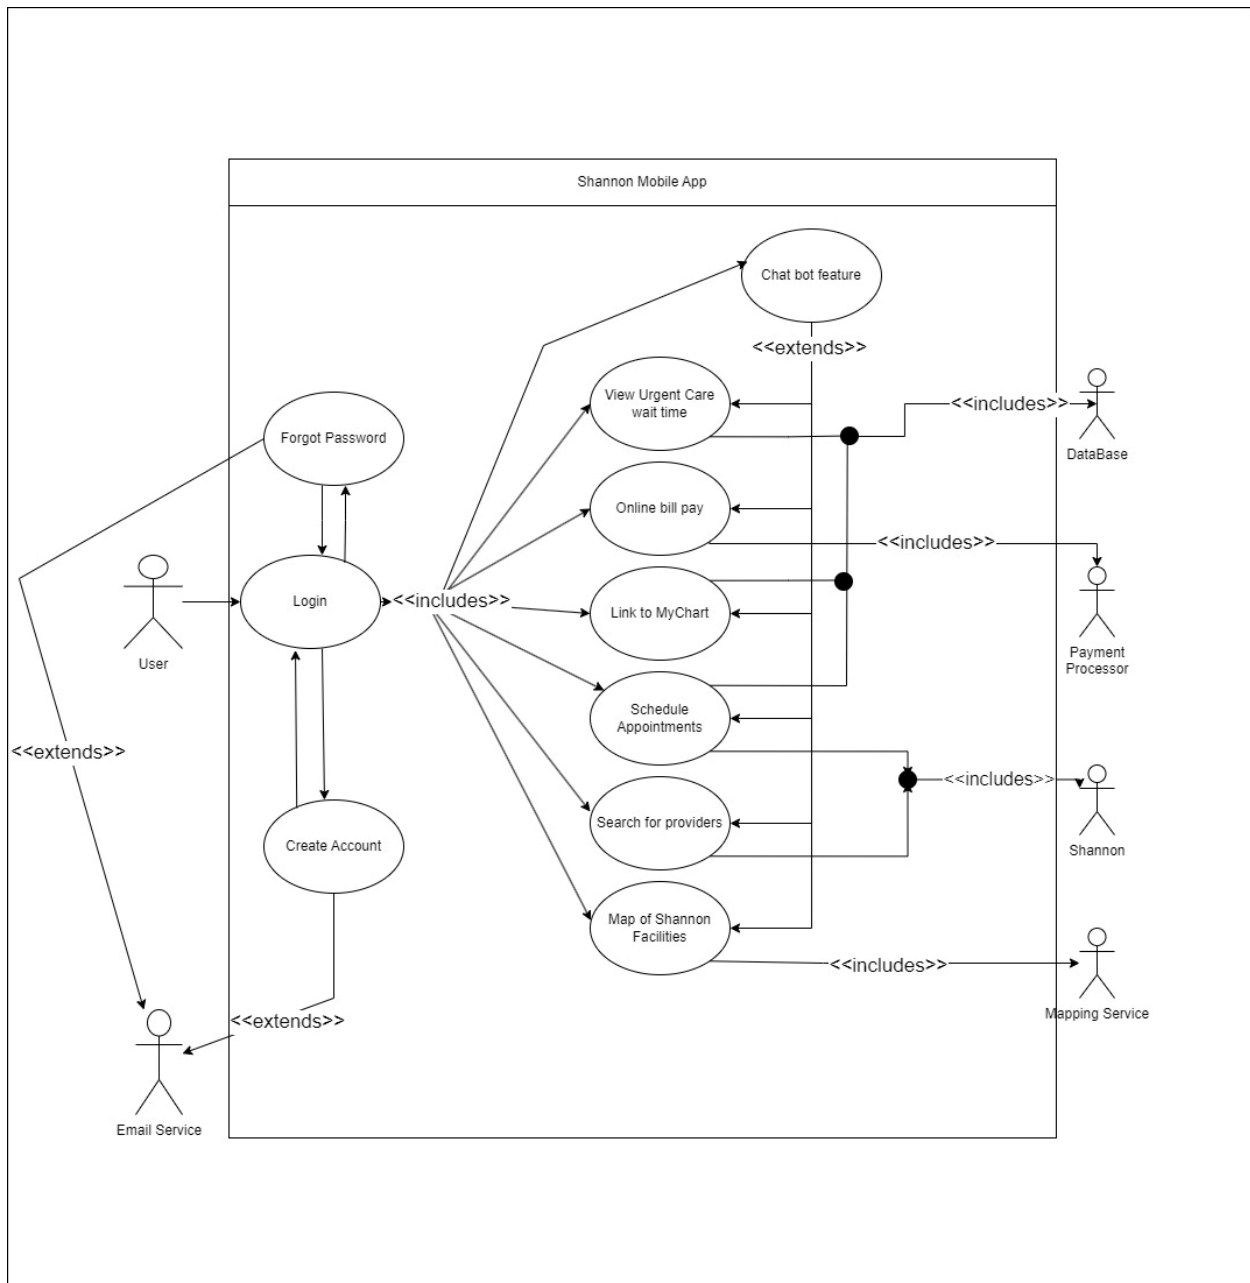 Shannon Mobile App
Chat bot feature
<<extends>>
View Urgent Care
wait time
<<includes>>
DataBase
Forgot Password
Online bill pay
<<includes>>
Login
<<includes>>
Link to MyChart
User
Payment
Processor
Schedule
Appointments
<<extends>>
<<includes>>
Search for providers
Create Account
Shannon
Map of Shannon
Facilities
<<includes>>
Mapping Service
<<extends>>
Email Service